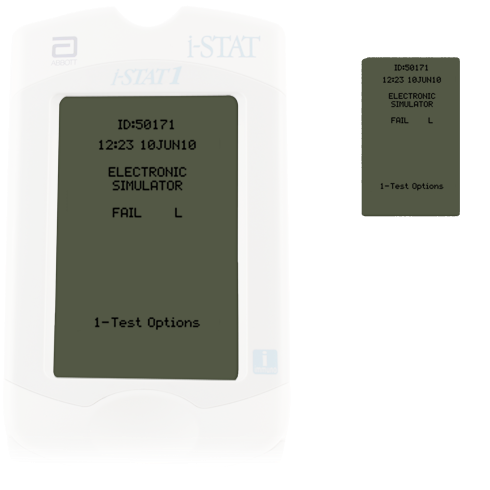 ABBOTT
i-STAT
i-STAT 1
ID:50171
12:23 10JUN10
ELECTRONIC
SIMULATOR
FAIL L
1-Test Options
i
ID:50171
12:23 10JUN10
ELECTRONIC
SIMULATOR
FAIL L
1-Test Options